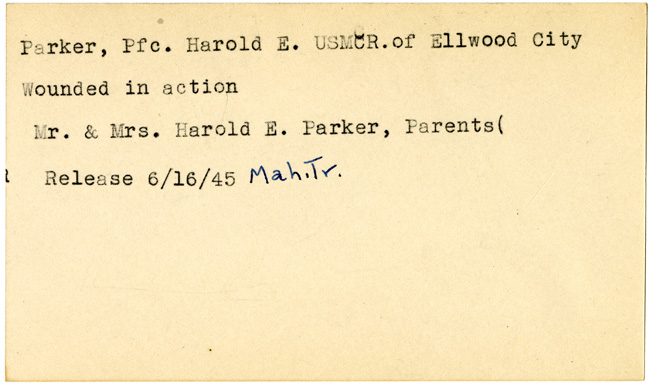 Parker, Pfc. Harold E. USMCR.of Ellwood City
Wounded in action
Mr. & Mrs. Harold E. Parker, Parents(
R Release 6/16/45 Mah.Tr.